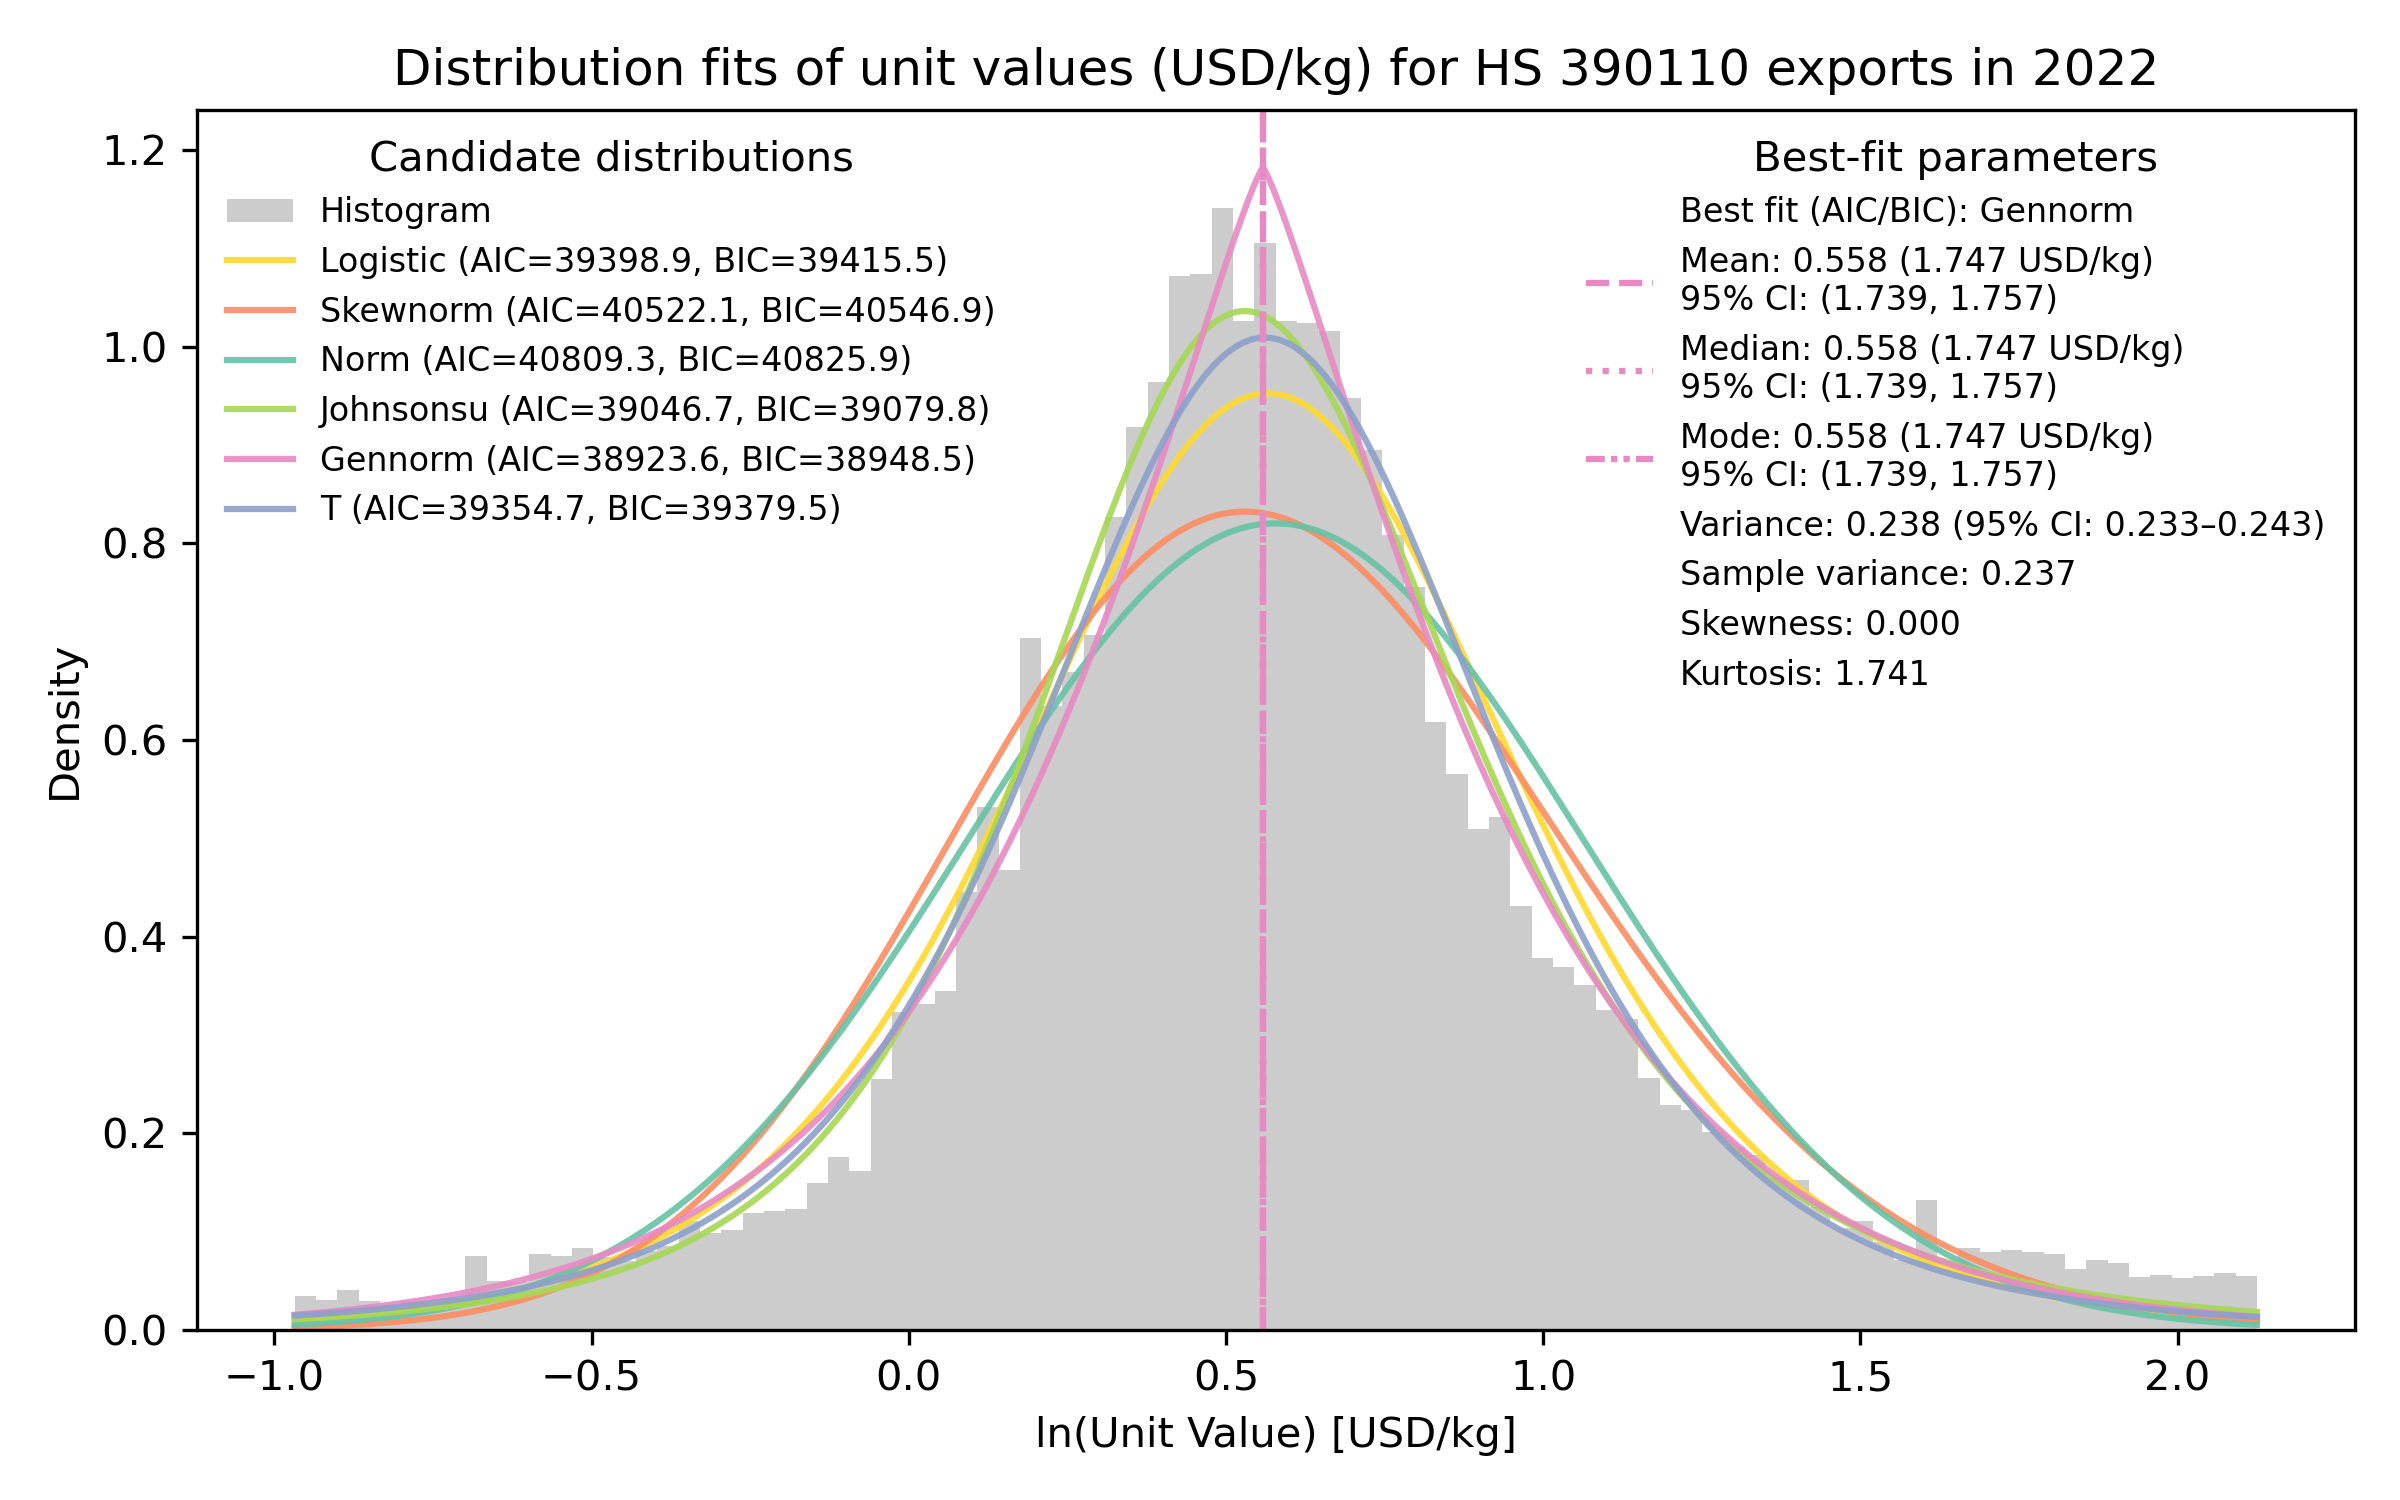 Distribution fits of unit values (USD/kg) for HS 390110 exports in 2022
Candidate distributions
Histogram
Logistic (AIC=39398.9, BIC=39415.5)
Skewnorm (AIC=40522.1, BIC=40546.9)
Norm (AIC=40809.3, BIC=40825.9)
Johnsonsu (AIC=39046.7, BIC=39079.8)
Gennorm (AIC=38923.6, BIC=38948.5)
T (AIC=39354.7, BIC=39379.5)
Best-fit parameters
Best fit (AIC/BIC): Gennorm
Mean: 0.558 (1.747 USD/kg)
95% CI: (1.739, 1.757)
Median: 0.558 (1.747 USD/kg)
95% CI: (1.739, 1.757)
Mode: 0.558 (1.747 USD/kg)
95% CI: (1.739, 1.757)
Variance: 0.238 (95% CI: 0.233–0.243)
Sample variance: 0.237
Skewness: 0.000
Kurtosis: 1.741
Density
1.2
1.0
0.8
0.6
0.4
0.2
0.0
−1.0 −0.5 0.0 0.5 1.0 1.5 2.0
ln(Unit Value) [USD/kg]